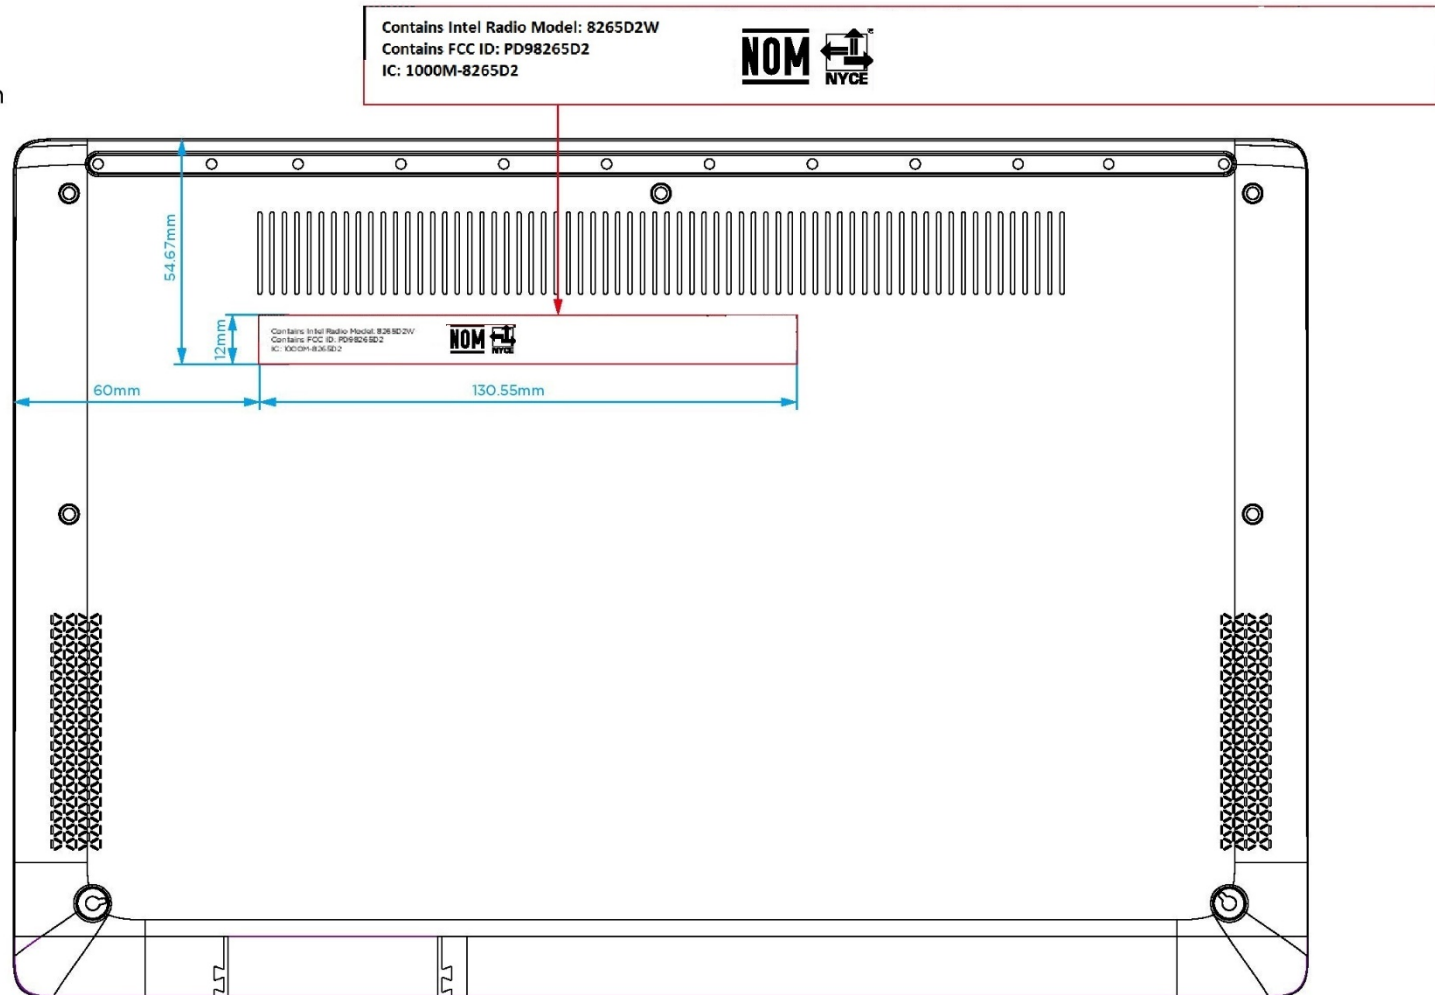 Contains Intel Radio Model: 8265D2W
Contains FCC ID: PD98265D2
IC: 1000M-8265D2
NOM
NYCE
n
54.67mm
12mm
Contains Intel Radio Model: 8265D2W
Contains FCC ID: PD98265D2
IC: 1000M-8265D2
NOM
NYCE
60mm
130.55mm